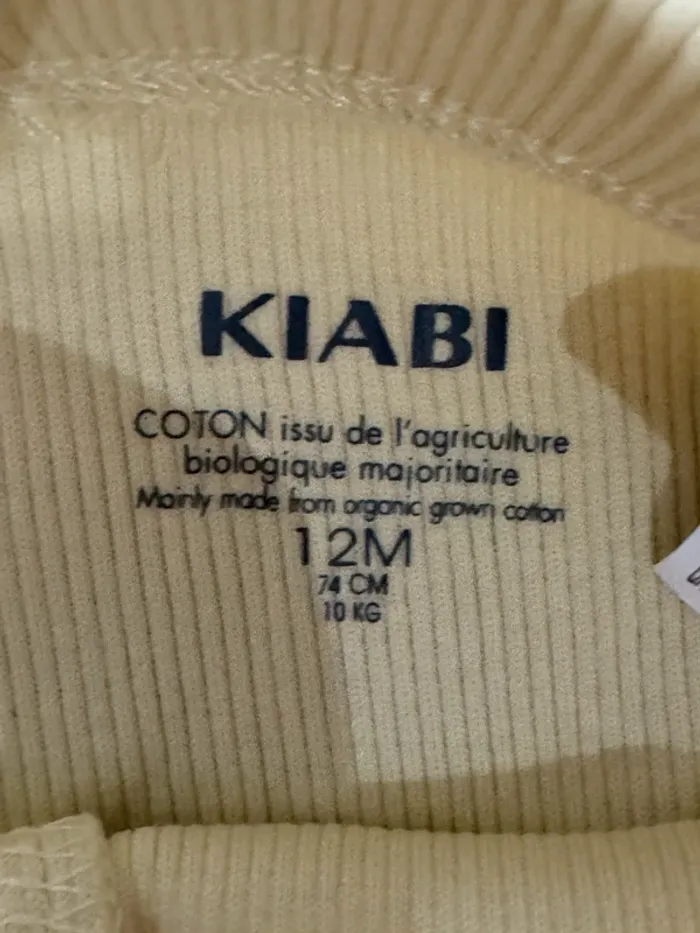 KIABI
COTON issu de l'agriculture
biologique majoritaire
Mainly made from organic grown cotton
12M
74 CM
10 KG